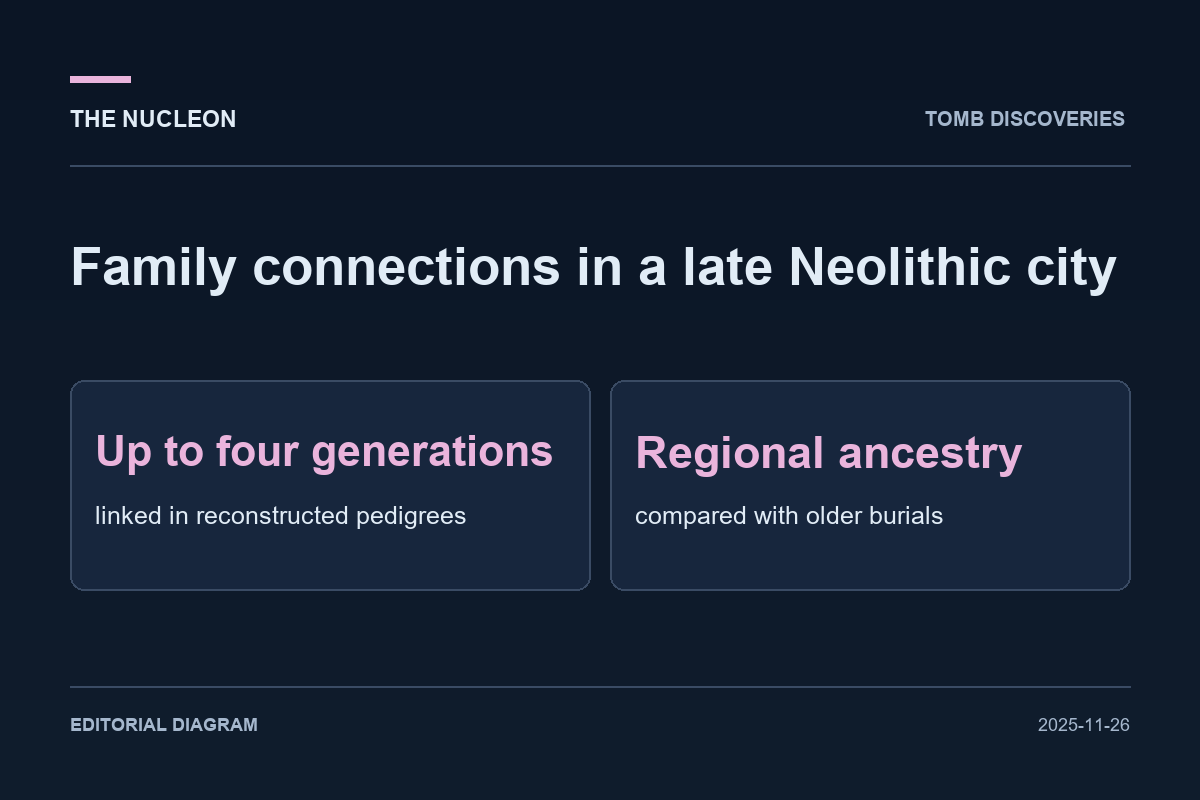 THE NUCLEON
TOMB DISCOVERIES
Family connections in a late Neolithic city
Up to four generations
linked in reconstructed pedigrees
Regional ancestry
compared with older burials
EDITORIAL DIAGRAM
2025-11-26